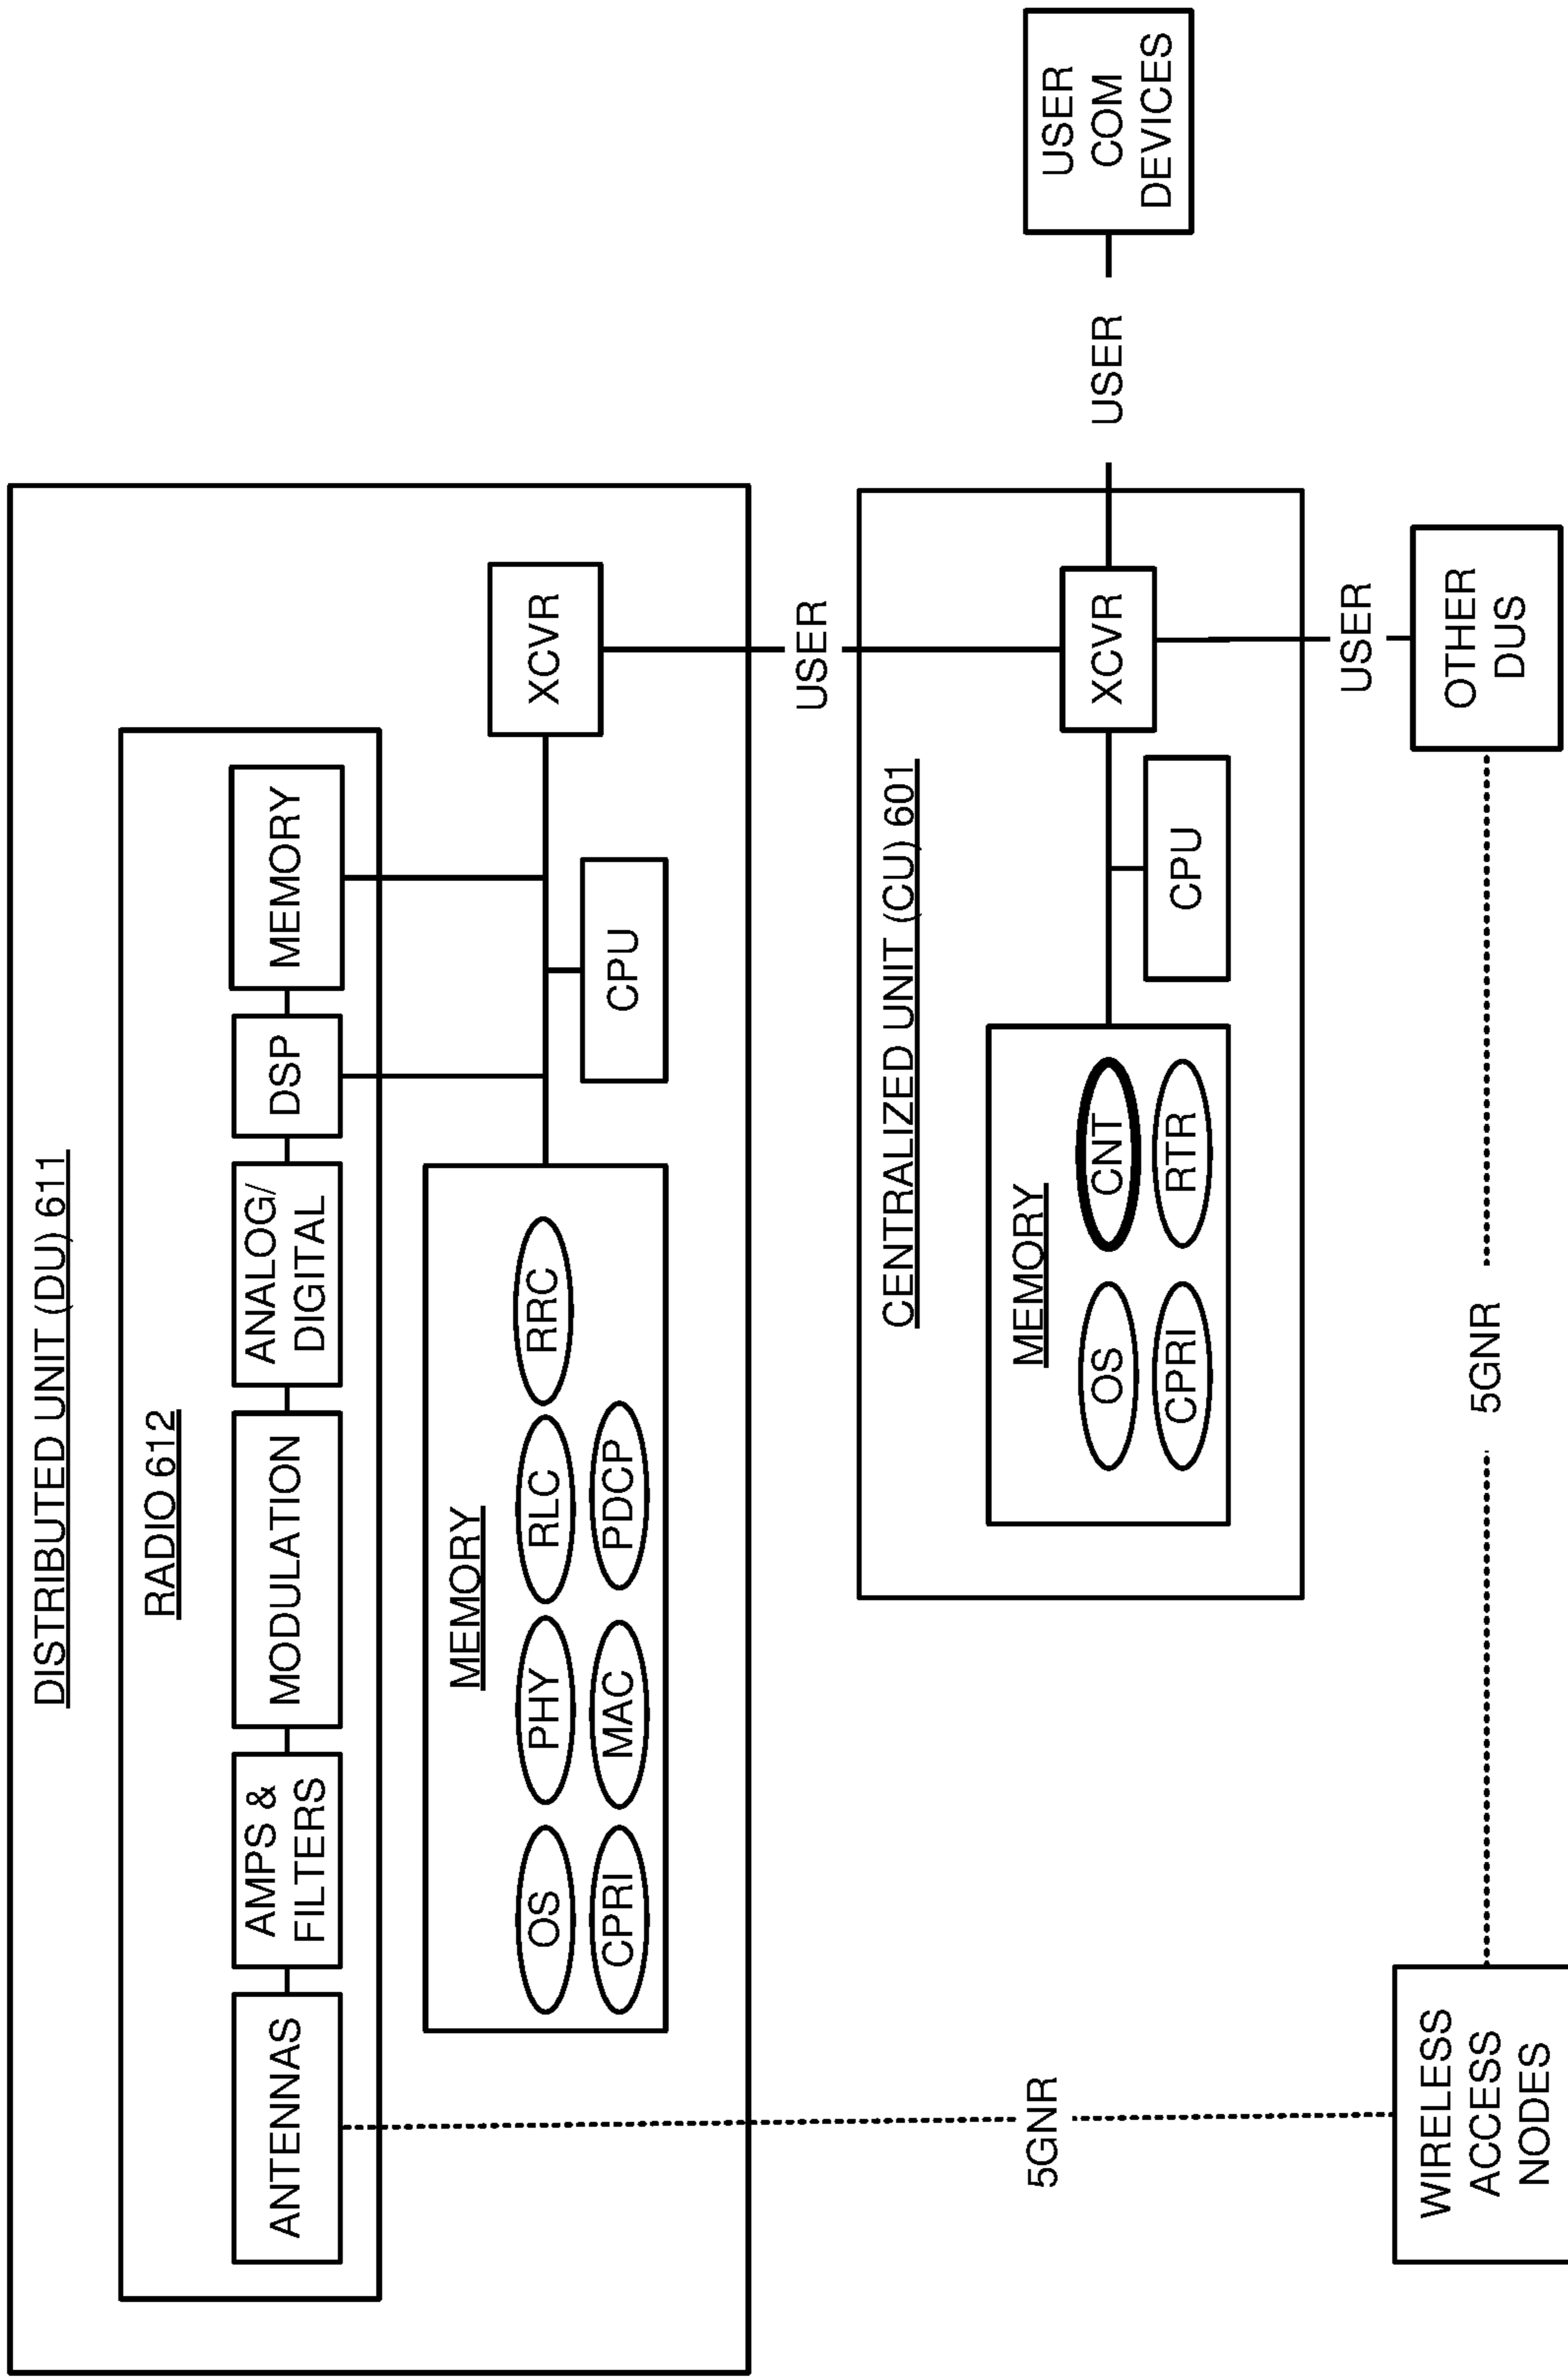 DISTRIBUTED UNIT (DU) 611
RADIO 612
ANTENNAS
AMPS &
FILTERS
MODULATION
ANALOG/
DIGITAL
DSP
MEMORY
MEMORY
OS
PHY
RLC
RRC
CPRI
MAC
PDCP
CPU
XCVR
USER
CENTRALIZED UNIT (CU) 601
MEMORY
OS
CNT
CPRI
RTR
CPU
XCVR
USER
USER
COM
DEVICES
USER
OTHER
DUS
5GNR
5GNR
WIRELESS
ACCESS
NODES